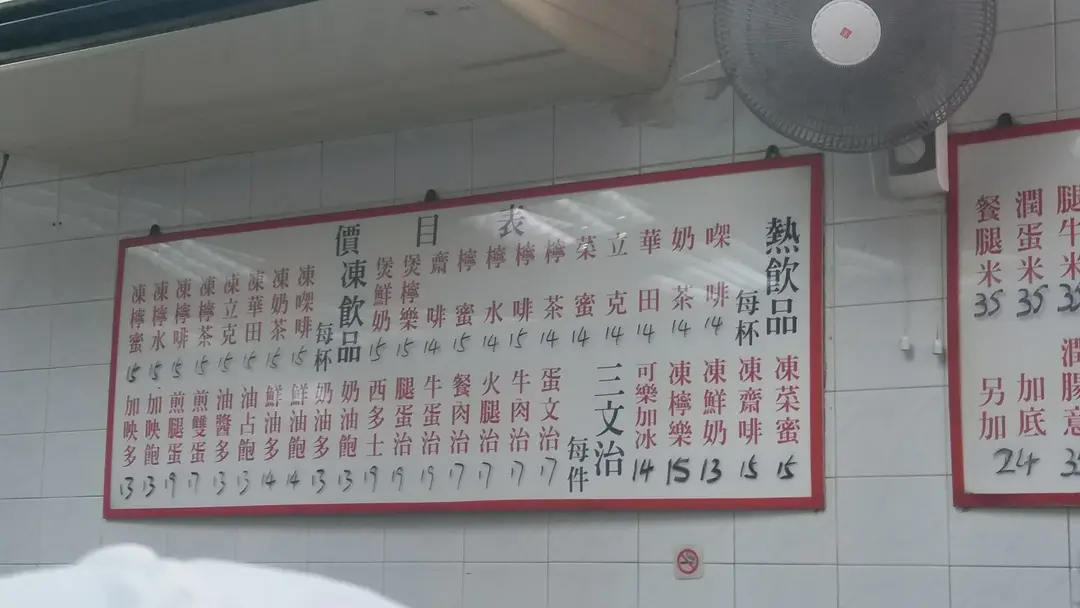 價目表
熱飲品 每杯
㗎啡 14
奶茶 14
華田 14
立克 14
菜蜜 14
檸茶 14
檸啡 15
檸水 14
檸蜜 15
齋啡 14
煲檸樂 15
煲鮮奶 15
凍飲品 每杯
凍㗎啡 15
凍奶茶 15
凍華田 15
凍立克 15
凍檸茶 15
凍檸啡 15
凍檸水 15
凍檸蜜 15
凍菜蜜 15
凍齋啡 15
凍鮮奶 13
凍檸樂 15
可樂加冰 14
三文治 每件
蛋文治 17
牛肉治 17
火腿治 17
餐肉治 17
牛蛋治 19
腿蛋治 19
西多士 19
奶油飽 13
奶油多 13
鮮油飽 14
鮮油多 14
油占飽 13
油醬多 13
煎雙蛋 17
煎腿蛋 19
加映飽 13
加映多 13
腿牛米 35
潤蛋米 35
餐腿米 35
潤腸意
加底
另加
24